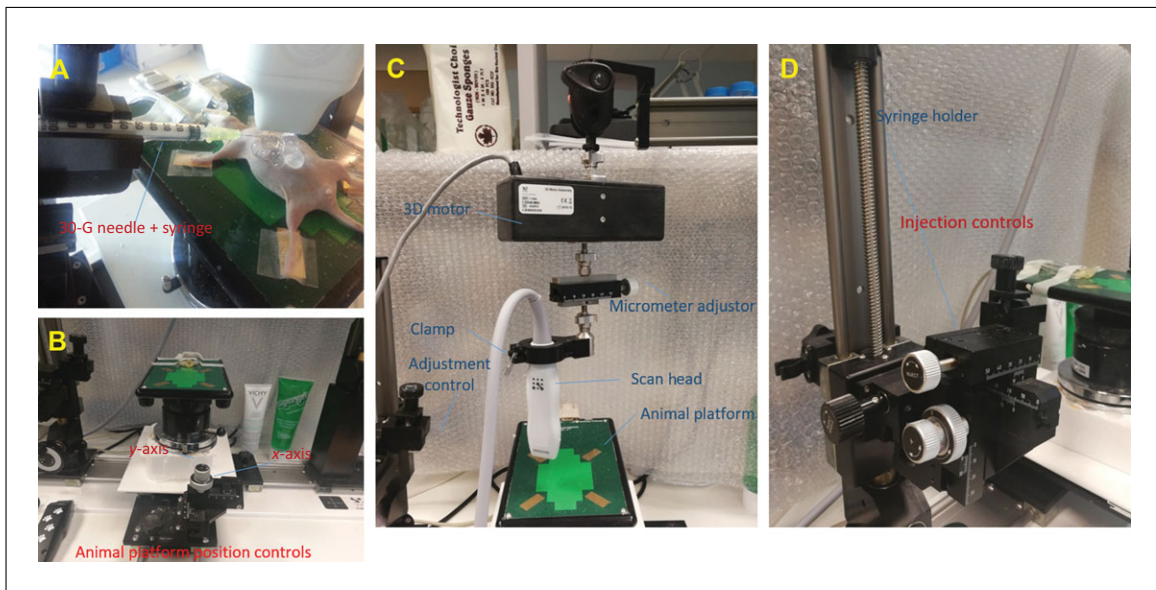 A
30-G needle + syringe
B
VICHY
y-axis
x-axis
Animal platform position controls
C
Technologist Choice
Gauze Sponges
3D motor
Micrometer adjustor
Clamp
Adjustment
control
Scan head
Animal platform
D
Syringe holder
Injection controls
INJECT